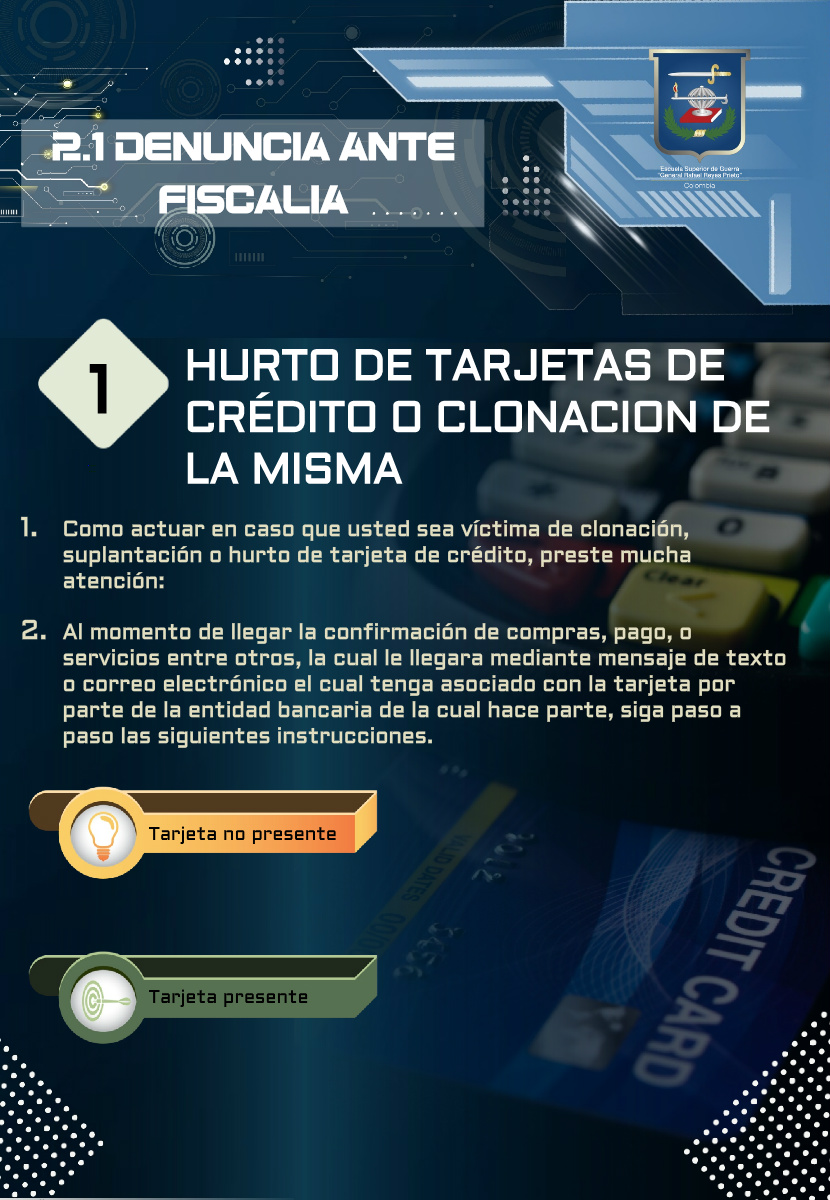 2.1 DENUNCIA ANTE
FISCALIA .......
Escuela Superior de Guerra
"General Rafael Reyes Prieto"
Colombia
1
HURTO DE TARJETAS DE
CRÉDITO O CLONACION DE
LA MISMA
1. Como actuar en caso que usted sea víctima de clonación,
suplantación o hurto de tarjeta de crédito, preste mucha
atención:
2. Al momento de llegar la confirmación de compras, pago, o
servicios entre otros, la cual le llegara mediante mensaje de texto
o correo electrónico el cual tenga asociado con la tarjeta por
parte de la entidad bancaria de la cual hace parte, siga paso a
paso las siguientes instrucciones.
Tarjeta no presente
Tarjeta presente
Clear
VALID DATES
CREDIT CARD